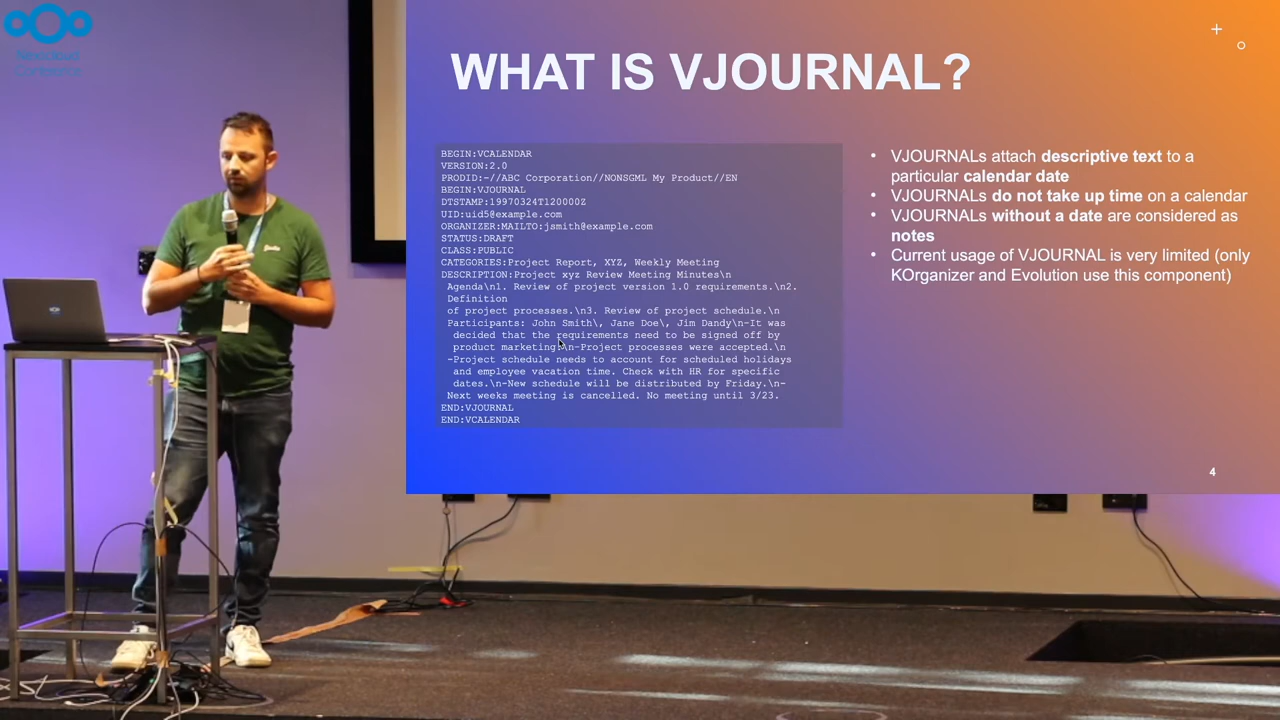 Nextcloud
Conference
WHAT IS VJOURNAL?
BEGIN:VCALENDAR
VERSION:2.0
PRODID:-//ABC Corporation//NONSGML My Product//EN
BEGIN:VJOURNAL
DTSTAMP:19970324T120000Z
UID:uid5@example.com
ORGANIZER:MAILTO:jsmith@example.com
STATUS:DRAFT
CLASS:PUBLIC
CATEGORIES:Project Report, XYZ, Weekly Meeting
DESCRIPTION:Project xyz Review Meeting Minutes\n
Agenda\n1. Review of project version 1.0 requirements.\n2.
Definition
of project processes.\n3. Review of project schedule.\n
Participants: John Smith\, Jane Doe\, Jim Dandy\n-It was
decided that the requirements need to be signed off by
product marketing\n-Project processes were accepted.\n
-Project schedule needs to account for scheduled holidays
and employee vacation time. Check with HR for specific
dates.\n-New schedule will be distributed by Friday.\n-
Next weeks meeting is cancelled. No meeting until 3/23.
END:VJOURNAL
END:VCALENDAR
• VJOURNALs attach descriptive text to a
particular calendar date
• VJOURNALs do not take up time on a calendar
• VJOURNALs without a date are considered as
notes
• Current usage of VJOURNAL is very limited (only
KOrganizer and Evolution use this component)
4